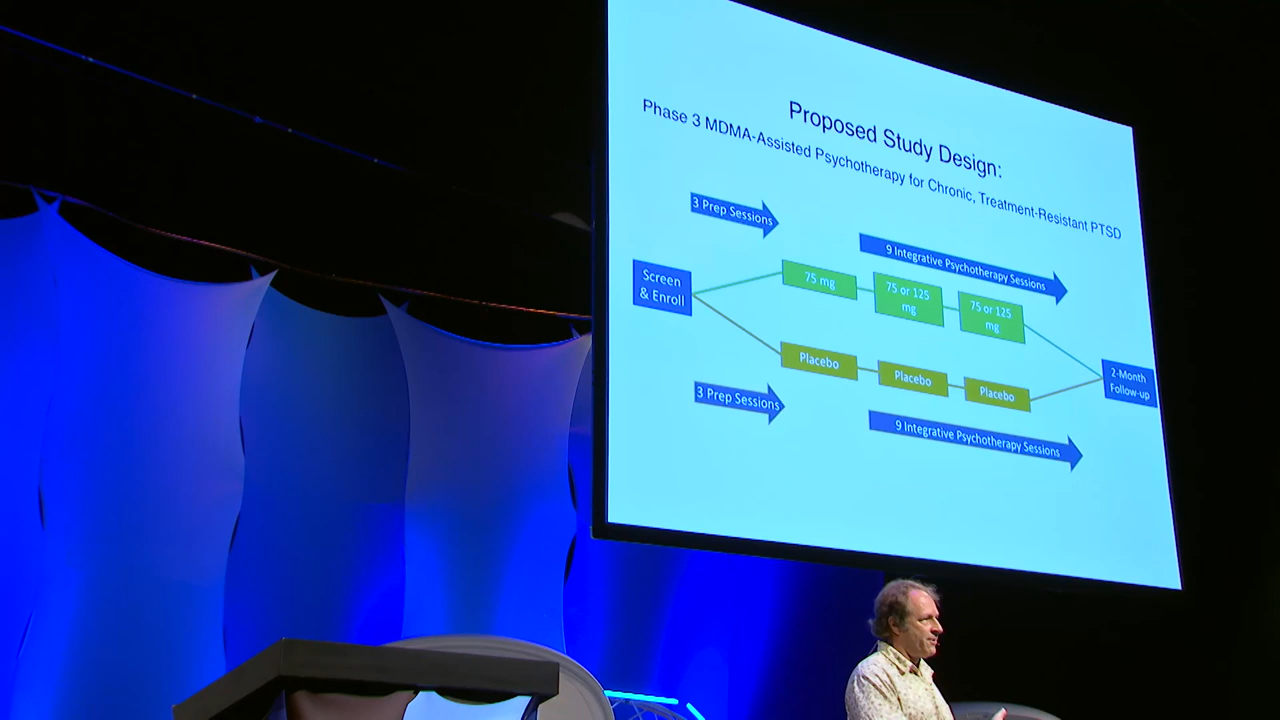 Proposed Study Design:
Phase 3 MDMA-Assisted Psychotherapy for Chronic, Treatment-Resistant PTSD
3 Prep Sessions
9 Integrative Psychotherapy Sessions
Screen
& Enroll
75 mg
75 or 125
mg
75 or 125
mg
Placebo
Placebo
Placebo
2-Month
Follow-up
3 Prep Sessions
9 Integrative Psychotherapy Sessions